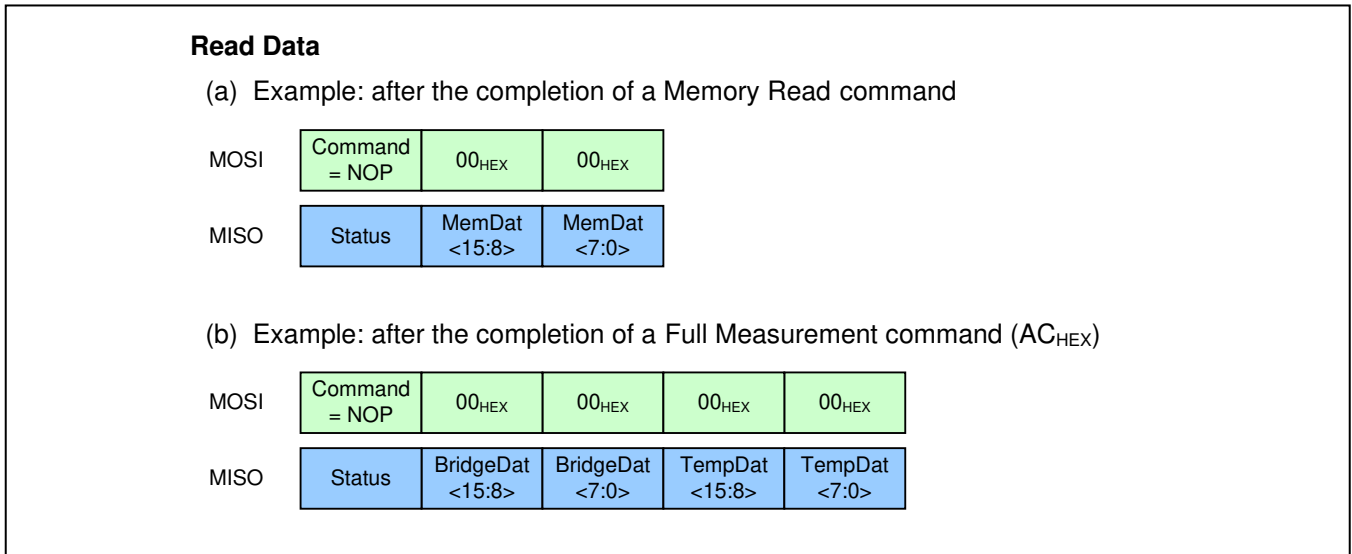 Read Data
(a) Example: after the completion of a Memory Read command
MOSI Command = NOP 00HEX 00HEX
MISO Status MemDat <15:8> MemDat <7:0>
(b) Example: after the completion of a Full Measurement command (ACHEX)
MOSI Command = NOP 00HEX 00HEX 00HEX 00HEX
MISO Status BridgeDat <15:8> BridgeDat <7:0> TempDat <15:8> TempDat <7:0>